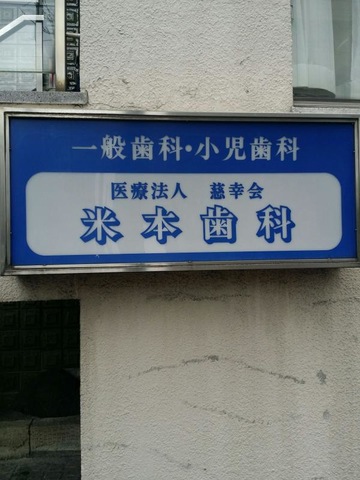 一般歯科・小児歯科
医療法人 慈幸会
米本歯科